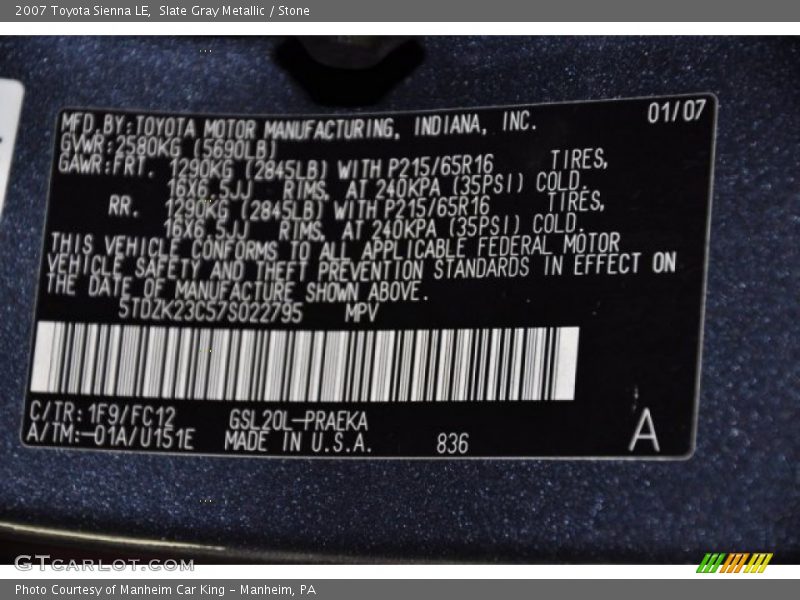 2007 Toyota Sienna LE, Slate Gray Metallic / Stone
MFD.BY:TOYOTA MOTOR MANUFACTURING, INDIANA, INC. 01/07
GVWR:2580KG (5690LB)
GAWR:FRT. 1290KG (2845LB) WITH P215/65R16 TIRES,
16X6.5JJ RIMS, AT 240KPA (35PSI) COLD.
RR. 1290KG (2845LB) WITH P215/65R16 TIRES,
16X6.5JJ RIMS, AT 240KPA (35PSI) COLD.
THIS VEHICLE CONFORMS TO ALL APPLICABLE FEDERAL MOTOR
VEHICLE SAFETY AND THEFT PREVENTION STANDARDS IN EFFECT ON
THE DATE OF MANUFACTURE SHOWN ABOVE.
5TDZK23C57S022795 MPV
C/TR:1F9/FC12 GSL20L-PRAEKA
A/TM:-01A/U151E MADE IN U.S.A. 836 A
GTCARLOT.COM
Photo Courtesy of Manheim Car King - Manheim, PA